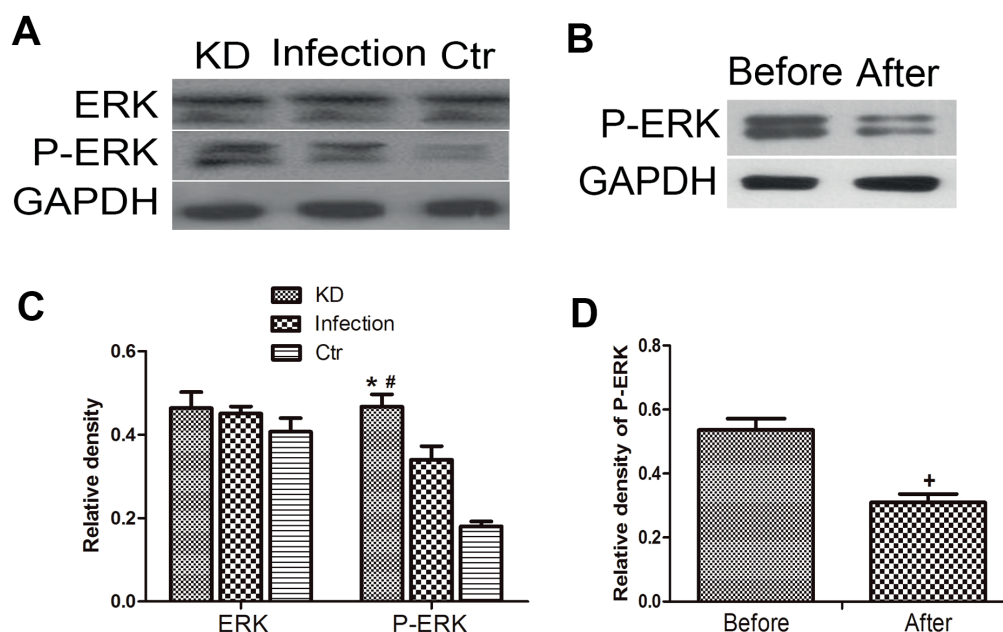 A
KD Infection Ctr
ERK
P-ERK
GAPDH
B
Before After
P-ERK
GAPDH
C
KD
Infection
Ctr
Relative density
0.6
0.4
0.2
0.0
* #
ERK P-ERK
D
Relative density of P-ERK
0.8
0.6
0.4
0.2
0.0
+
Before After